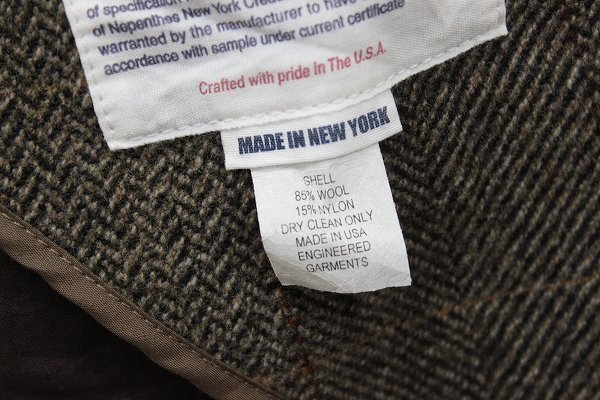 of specification
of Nepenthes New York
warranted by the manufacturer to have
accordance with sample under current certificate
Crafted with pride In The U.S.A.
MADE IN NEW YORK
SHELL
85% WOOL
15% NYLON
DRY CLEAN ONLY
MADE IN USA
ENGINEERED
GARMENTS